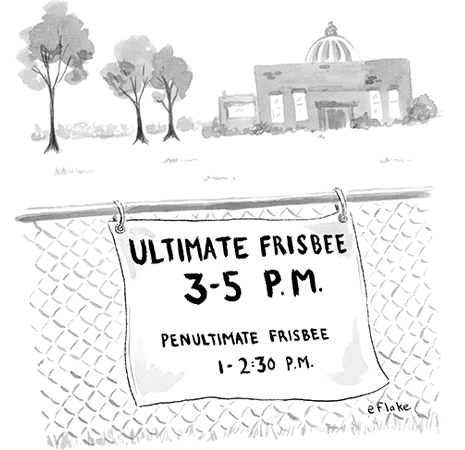 ULTIMATE FRISBEE
3-5 P.M.
PENULTIMATE FRISBEE
1-2:30 P.M.
eflake